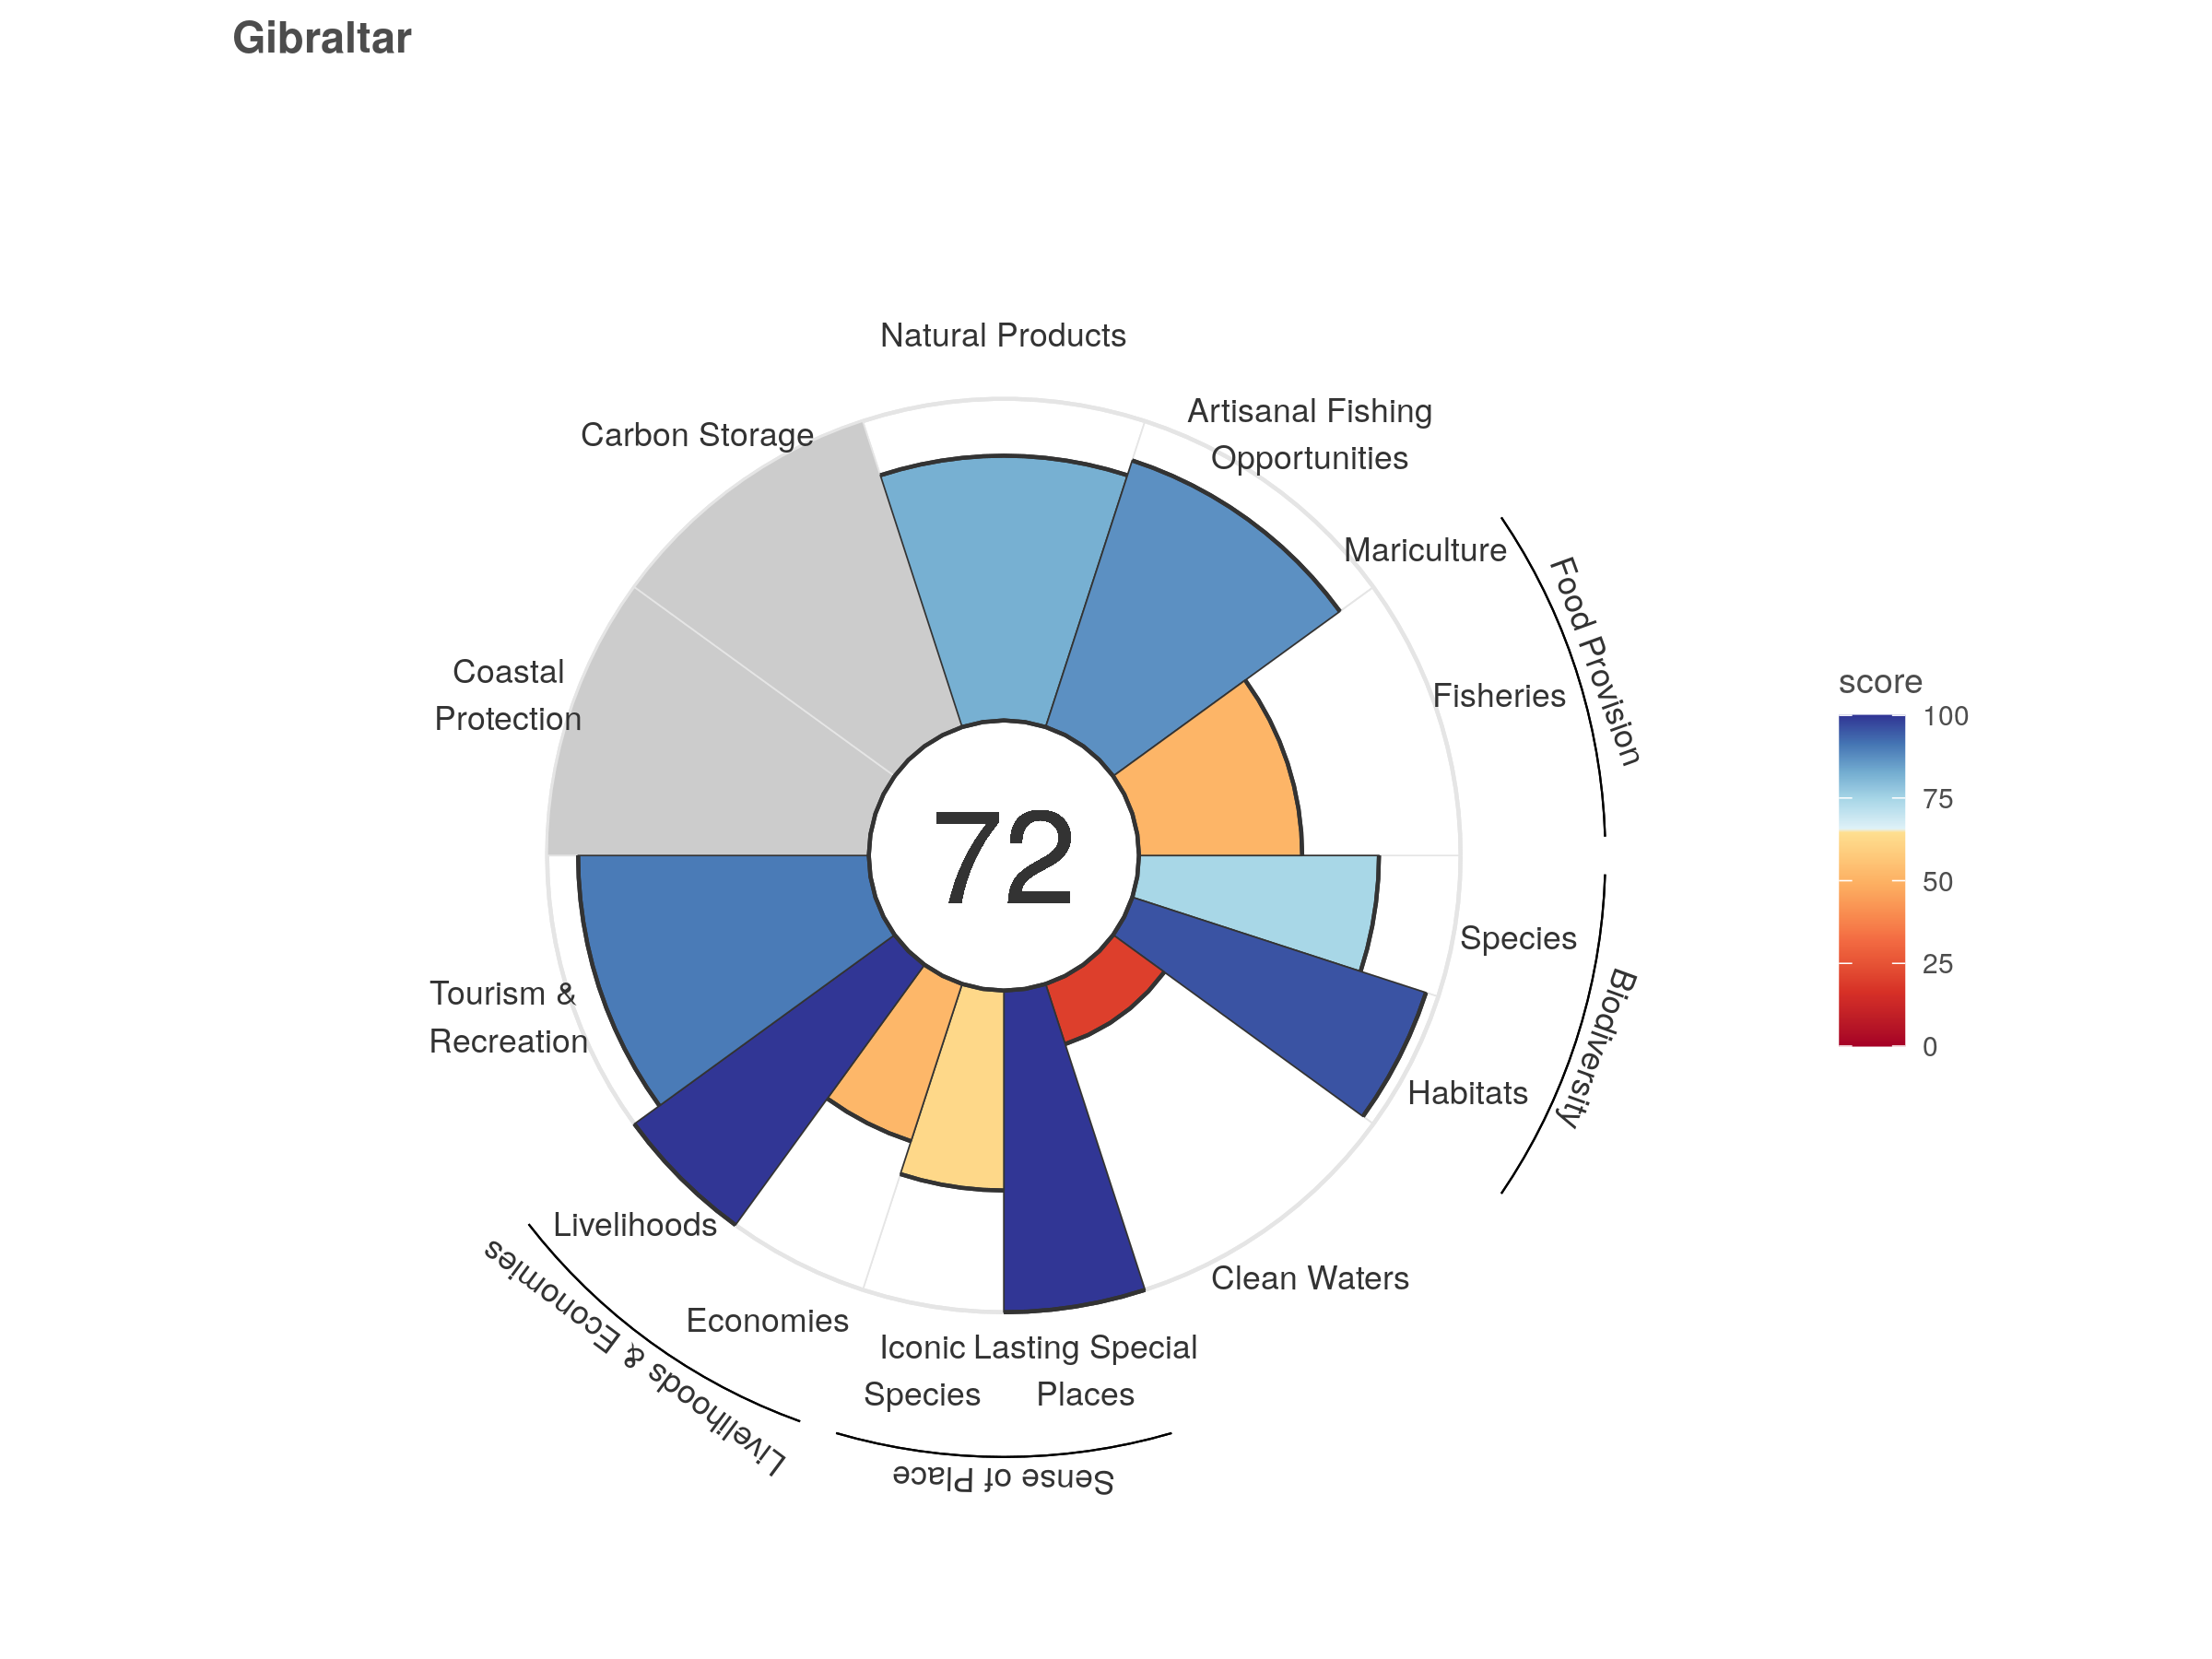 Gibraltar
Natural Products
Artisanal Fishing
Opportunities
Carbon Storage
Mariculture
Food Provision
Fisheries
Coastal
Protection
score
100
75
50
25
0
72
Species
Biodiversity
Habitats
Tourism &
Recreation
Livelihoods
Livelihoods & Economies
Economies
Clean Waters
Iconic
Species
Lasting Special
Places
Sense of Place